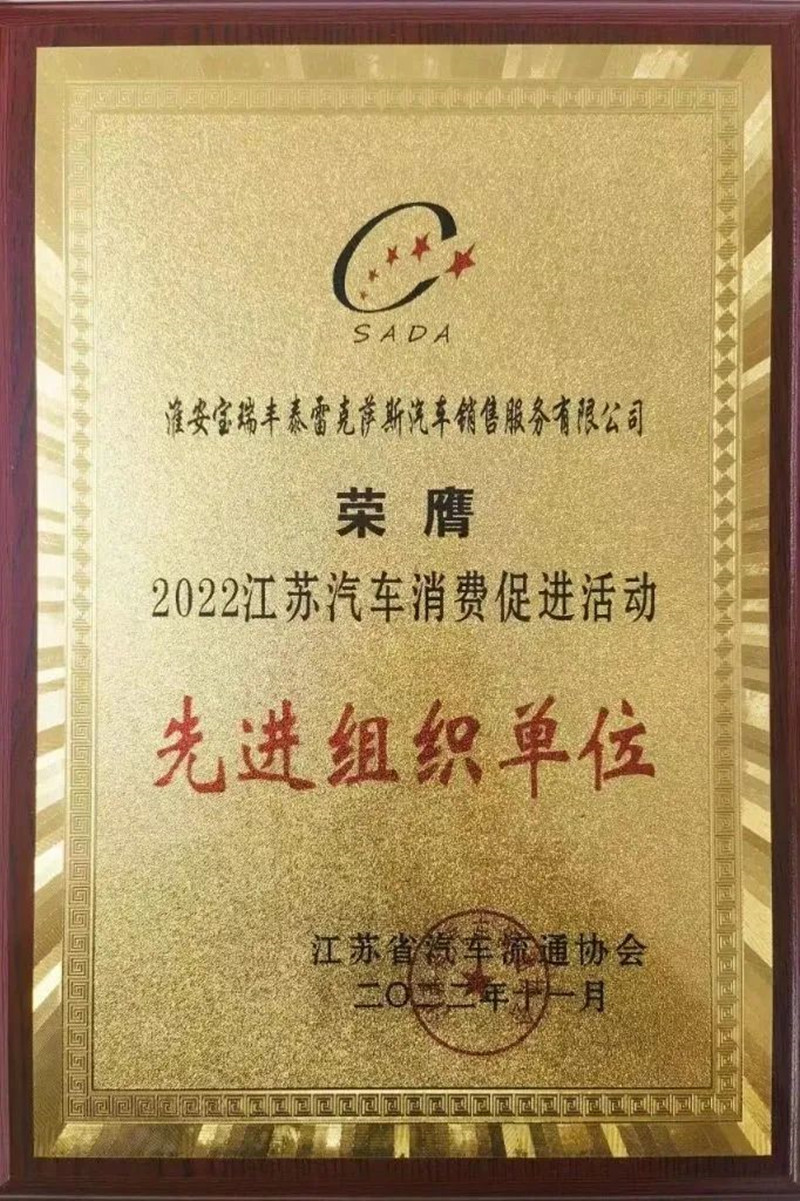 SADA
淮安宝瑞丰泰雷克萨斯汽车销售服务有限公司
荣膺
2022江苏汽车消费促进活动
先进组织单位
江苏省汽车流通协会
二〇二二年十一月